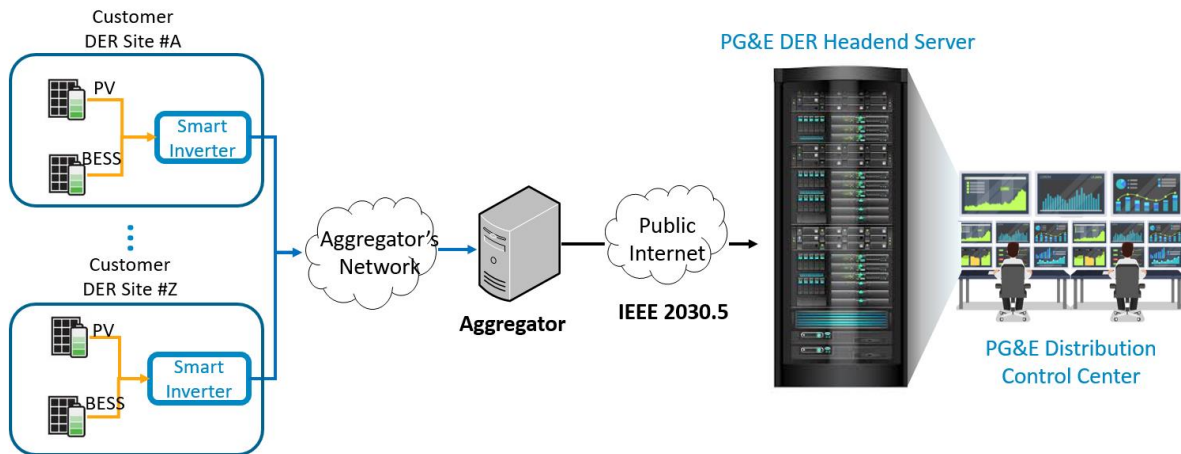 Customer
DER Site #A
PV
BESS
Smart
Inverter
Customer
DER Site #Z
PV
BESS
Smart
Inverter
Aggregator's
Network
Aggregator
Public
Internet
IEEE 2030.5
PG&E DER Headend Server
PG&E Distribution
Control Center